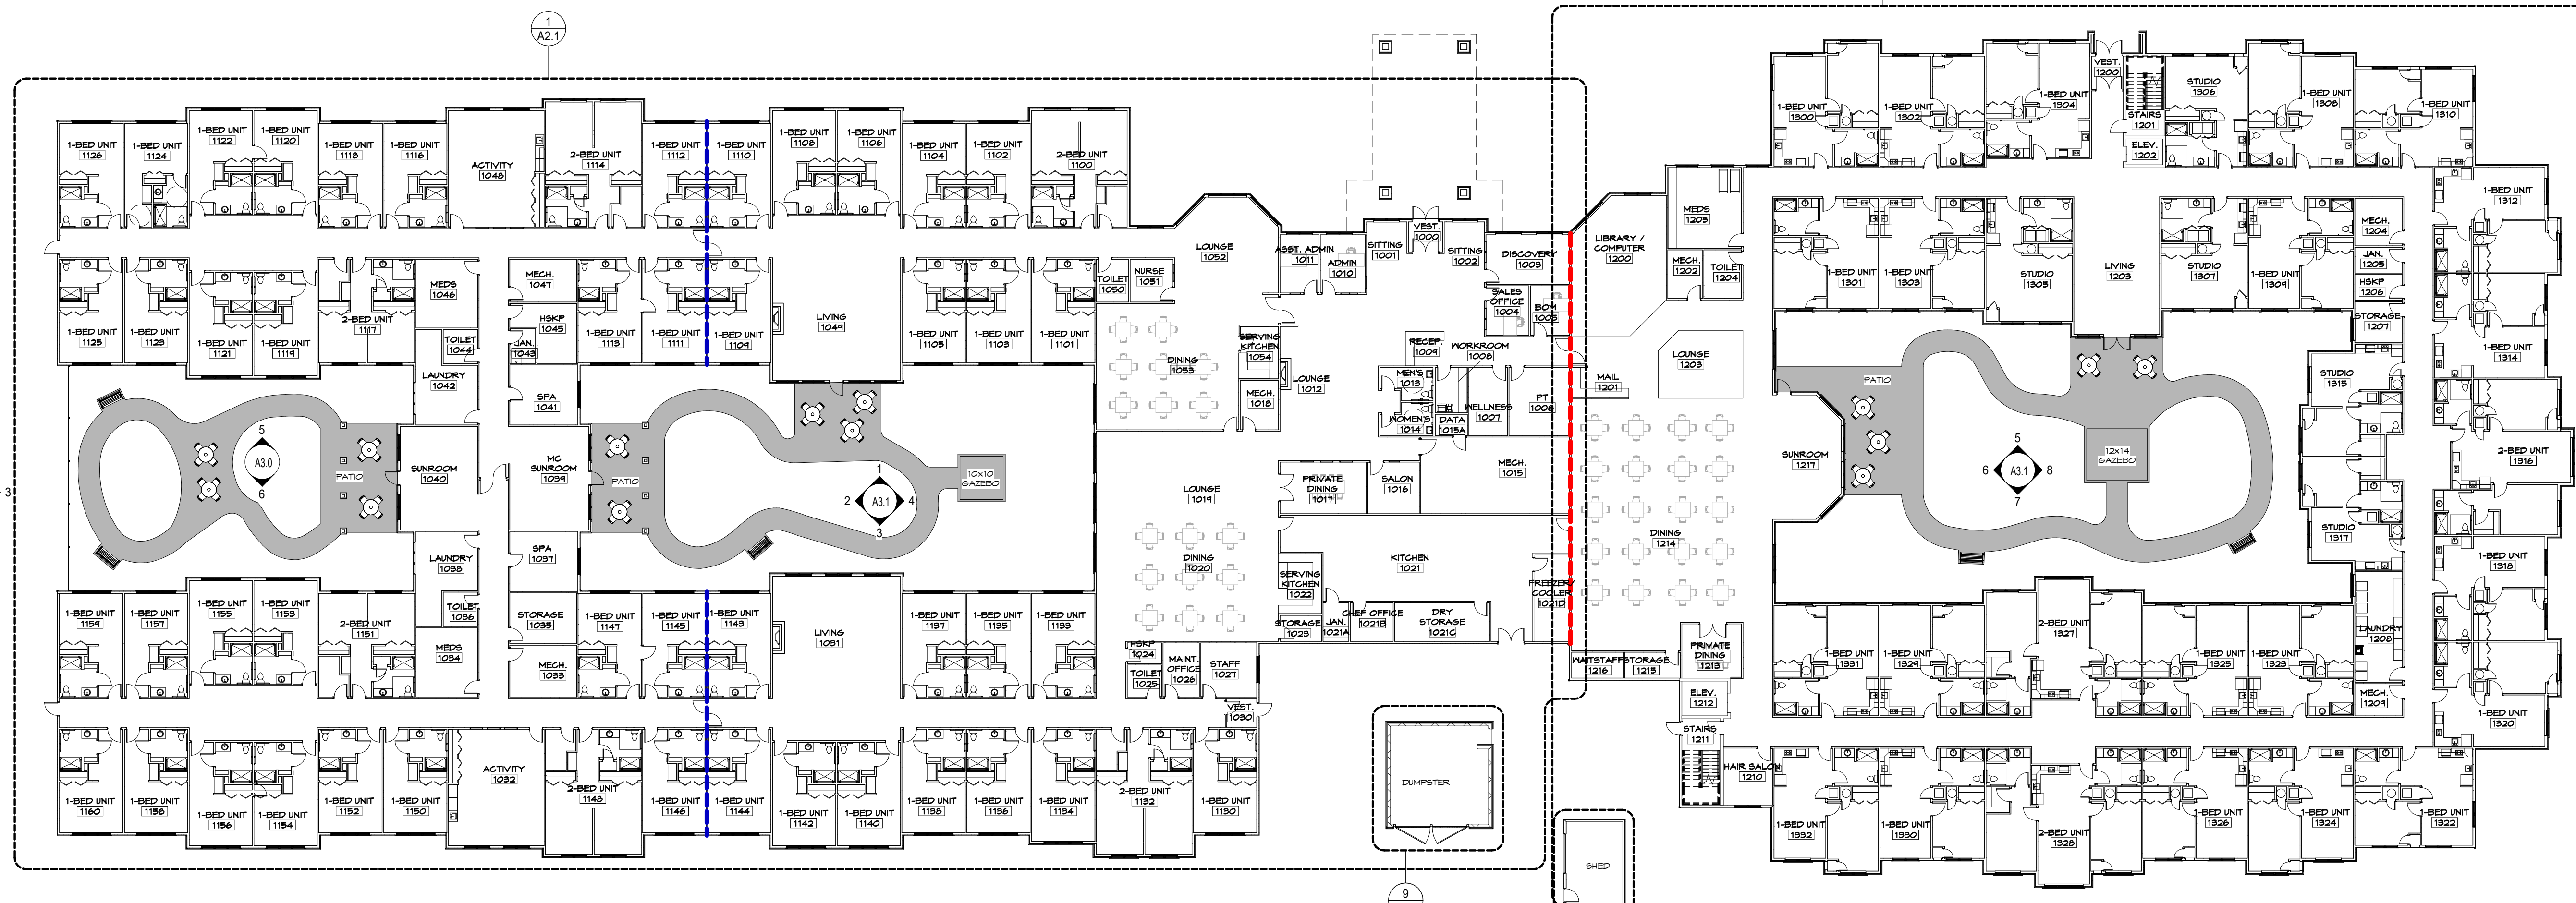 1
A2.1
3
1-BED UNIT
1126
1-BED UNIT
1124
1-BED UNIT
1122
1-BED UNIT
1120
1-BED UNIT
1118
1-BED UNIT
1116
ACTIVITY
1048
2-BED UNIT
1114
1-BED UNIT
1112
1-BED UNIT
1110
1-BED UNIT
1108
1-BED UNIT
1106
1-BED UNIT
1104
1-BED UNIT
1102
2-BED UNIT
1100
1-BED UNIT
1125
1-BED UNIT
1123
1-BED UNIT
1121
1-BED UNIT
1119
2-BED UNIT
1117
MEDS
1046
TOILET
1044
LAUNDRY
1042
MECH.
1047
HSKP
1045
JAN.
1043
SPA
1041
1-BED UNIT
1113
1-BED UNIT
1111
1-BED UNIT
1109
LIVING
1049
1-BED UNIT
1105
1-BED UNIT
1103
1-BED UNIT
1101
5
A3.0
6
PATIO
SUNROOM
1040
MC
SUNROOM
1039
PATIO
1
2
A3.1
4
3
10x10
GAZEBO
LAUNDRY
1038
TOILET
1036
MEDS
1034
SPA
1037
STORAGE
1035
MECH.
1033
1-BED UNIT
1159
1-BED UNIT
1157
1-BED UNIT
1155
1-BED UNIT
1153
2-BED UNIT
1151
1-BED UNIT
1147
1-BED UNIT
1145
1-BED UNIT
1143
LIVING
1031
1-BED UNIT
1137
1-BED UNIT
1135
1-BED UNIT
1133
1-BED UNIT
1160
1-BED UNIT
1158
1-BED UNIT
1156
1-BED UNIT
1154
1-BED UNIT
1152
1-BED UNIT
1150
ACTIVITY
1032
2-BED UNIT
1148
1-BED UNIT
1146
1-BED UNIT
1144
1-BED UNIT
1142
1-BED UNIT
1140
1-BED UNIT
1138
1-BED UNIT
1136
1-BED UNIT
1134
2-BED UNIT
1132
1-BED UNIT
1130
LOUNGE
1052
TOILET
1050
NURSE
1051
ASST. ADMIN
1011
ADMIN
1010
SITTING
1001
VEST.
1000
SITTING
1002
DISCOVERY
1003
SALES
OFFICE
1004
BOM
1005
DINING
1053
SERVING
KITCHEN
1054
MECH.
1018
LOUNGE
1012
RECEP.
1009
WORKROOM
1008
MEN'S
1013
WOMEN'S
1014
DATA
1015A
WELLNESS
1007
PT
1006
MECH.
1015
LOUNGE
1019
PRIVATE
DINING
1017
SALON
1016
DINING
1020
SERVING
KITCHEN
1022
STORAGE
1023
KITCHEN
1021
JAN.
1021A
CHEF OFFICE
1021B
DRY
STORAGE
1021C
FREEZER/
COOLER
1021D
HSKP
1024
TOILET
1025
MAINT.
OFFICE
1026
STAFF
1027
VEST.
1030
DUMPSTER
9
SHED
LIBRARY /
COMPUTER
1200
MEDS
1205
MECH.
1202
TOILET
1204
LOUNGE
1203
MAIL
1201
DINING
1214
WAITSTAFF
1216
STORAGE
1215
PRIVATE
DINING
1213
ELEV.
1212
STAIRS
1211
HAIR SALON
1210
1-BED UNIT
1300
1-BED UNIT
1302
1-BED UNIT
1304
VEST.
1200
STAIRS
1201
ELEV.
1202
STUDIO
1306
1-BED UNIT
1308
1-BED UNIT
1310
1-BED UNIT
1301
1-BED UNIT
1303
STUDIO
1305
LIVING
1203
STUDIO
1307
1-BED UNIT
1309
MECH.
1204
JAN.
1205
HSKP
1206
STORAGE
1207
1-BED UNIT
1312
1-BED UNIT
1314
STUDIO
1315
2-BED UNIT
1316
STUDIO
1317
1-BED UNIT
1318
1-BED UNIT
1320
PATIO
SUNROOM
1217
5
6
A3.1
8
7
12x14
GAZEBO
1-BED UNIT
1331
1-BED UNIT
1329
2-BED UNIT
1327
1-BED UNIT
1325
1-BED UNIT
1323
LAUNDRY
1208
MECH.
1209
1-BED UNIT
1332
1-BED UNIT
1330
2-BED UNIT
1328
1-BED UNIT
1326
1-BED UNIT
1324
1-BED UNIT
1322